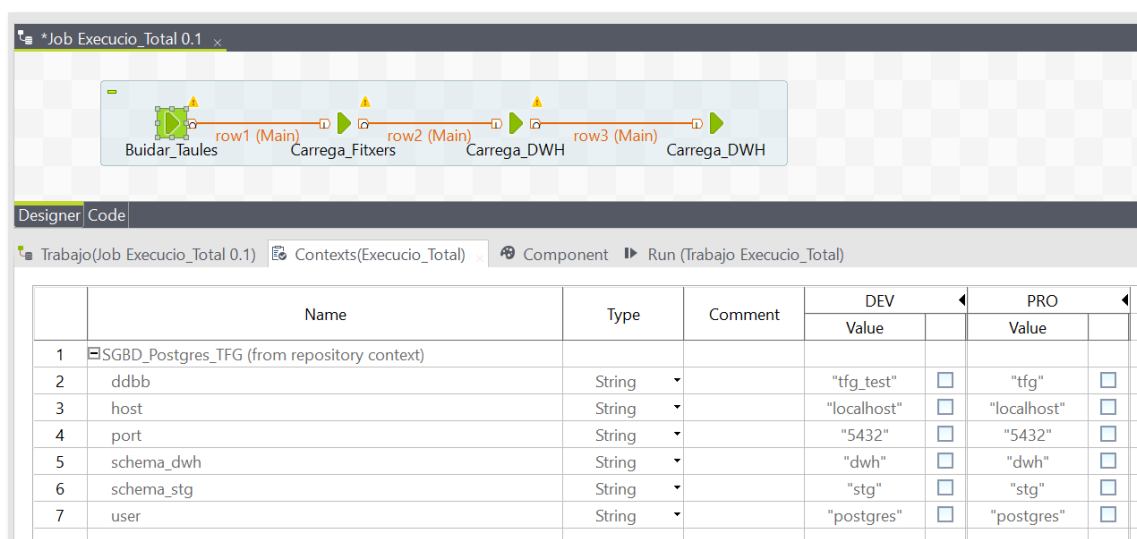 *Job Execucio_Total 0.1
row1 (Main) row2 (Main) row3 (Main)
Buidar_Taules Carrega_Fitxers Carrega_DWH Carrega_DWH
Designer Code
Trabajo(Job Execucio_Total 0.1) Contexts(Execucio_Total) Component Run (Trabajo Execucio_Total)
Name Type Comment DEV PRO
Value Value
1 SGBD_Postgres_TFG (from repository context)
2 ddbb String "tfg_test" "tfg"
3 host String "localhost" "localhost"
4 port String "5432" "5432"
5 schema_dwh String "dwh" "dwh"
6 schema_stg String "stg" "stg"
7 user String "postgres" "postgres"